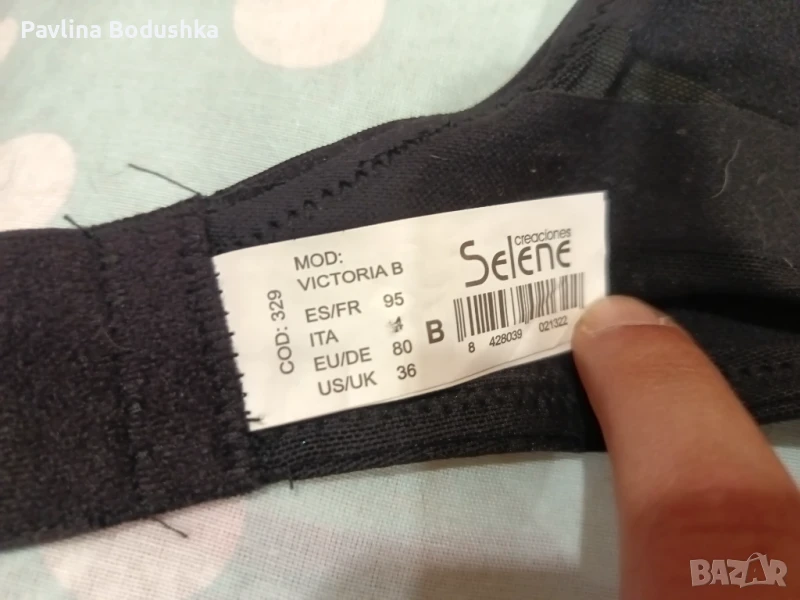 Pavlina Bodushka
COD: 329
MOD:
VICTORIA B
ES/FR 95
ITA
EU/DE 80
US/UK 36
B
creaciones
Selene
8 428039 021322
BAZAR